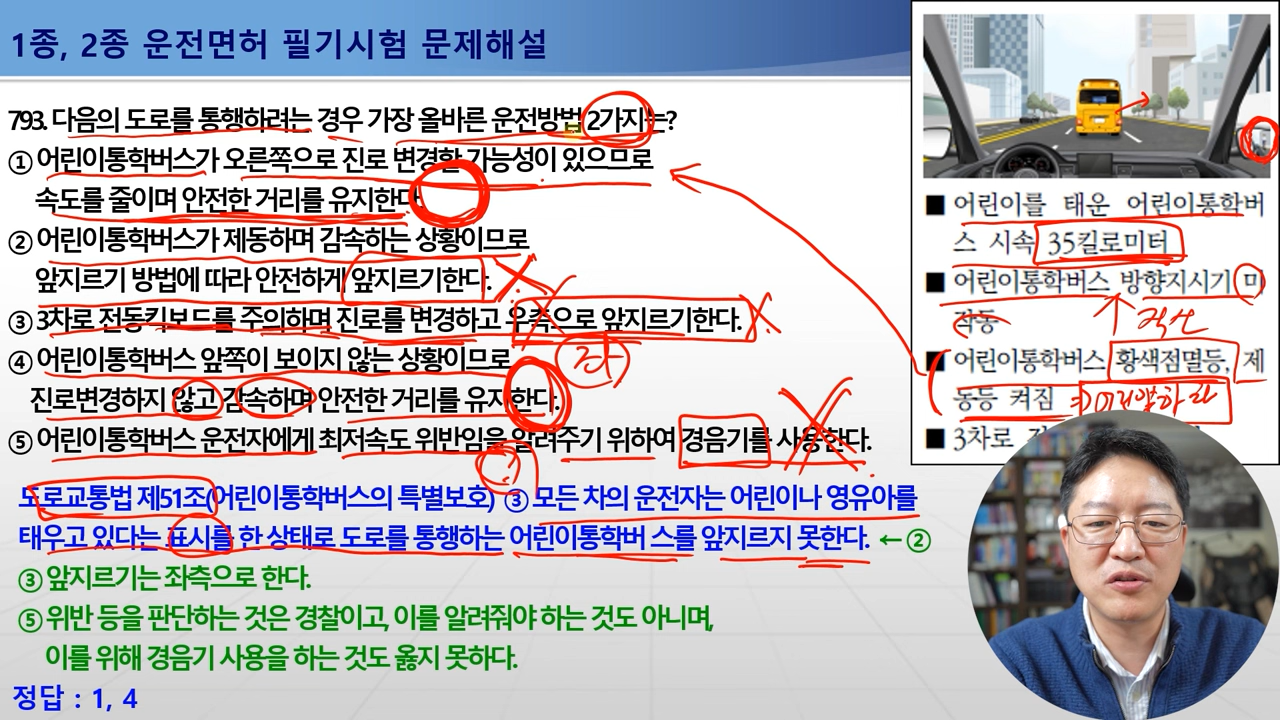 1종, 2종 운전면허 필기시험 문제해설
793. 다음의 도로를 통행하려는 경우 가장 올바른 운전방법 2가지는?
① 어린이통학버스가 오른쪽으로 진로 변경할 가능성이 있으므로
속도를 줄이며 안전한 거리를 유지한다.
② 어린이통학버스가 제동하며 감속하는 상황이므로
앞지르기 방법에 따라 안전하게 앞지르기한다.
③ 3차로 전동킥보드를 주의하며 진로를 변경하고 우측으로 앞지르기한다.
좌
④ 어린이통학버스 앞쪽이 보이지 않는 상황이므로
진로변경하지 않고 감속하며 안전한 거리를 유지한다.
⑤ 어린이통학버스 운전자에게 최저속도 위반임을 알려주기 위하여 경음기를 사용한다.
도로교통법 제51조(어린이통학버스의 특별보호) ③ 모든 차의 운전자는 어린이나 영유아를
태우고 있다는 표시를 한 상태로 도로를 통행하는 어린이통학버 스를 앞지르지 못한다. ← ②
③ 앞지르기는 좌측으로 한다.
⑤ 위반 등을 판단하는 것은 경찰이고, 이를 알려줘야 하는 것도 아니며,
이를 위해 경음기 사용을 하는 것도 옳지 못하다.
정답 : 1, 4
■ 어린이를 태운 어린이통학버
스 시속 35킬로미터
■ 어린이통학버스 방향지시기 미
작동
직선
■ 어린이통학버스 황색점멸등, 제
동등 켜짐
■ 3차로